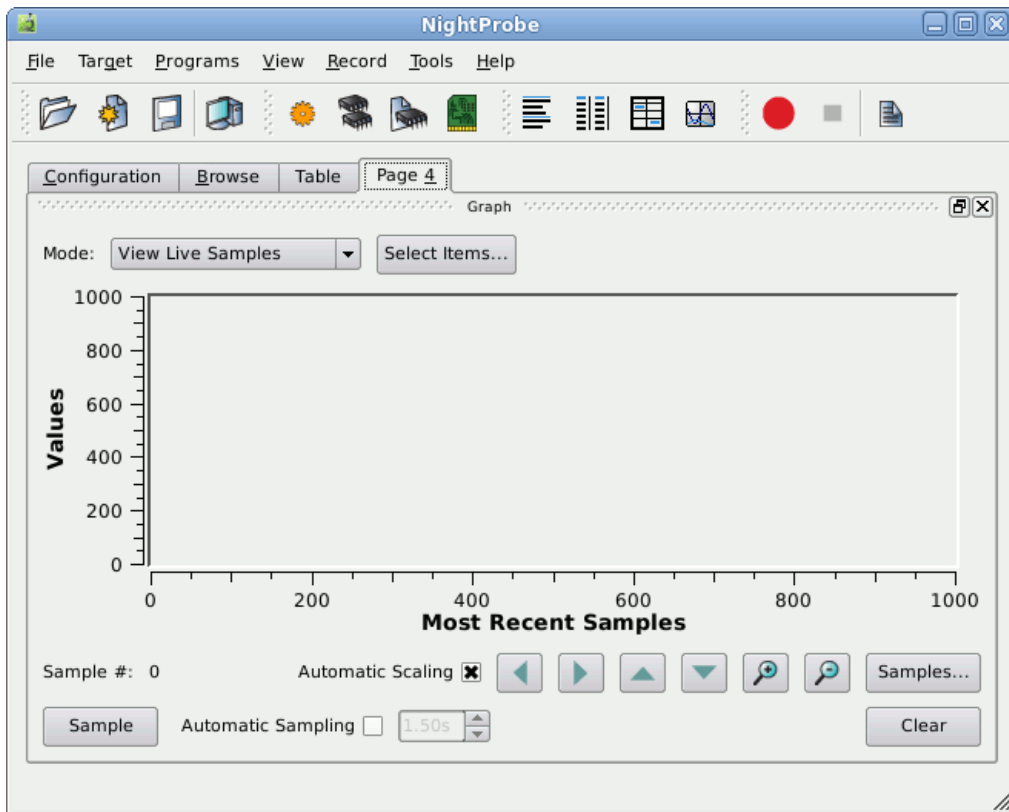 NightProbe
File Target Programs View Record Tools Help
Configuration Browse Table Page 4
Graph
Mode: View Live Samples Select Items...
1000
800
600
400
200
0
Values
0 200 400 600 800 1000
Most Recent Samples
Sample #: 0 Automatic Scaling Samples...
Sample Automatic Sampling 1.50s Clear